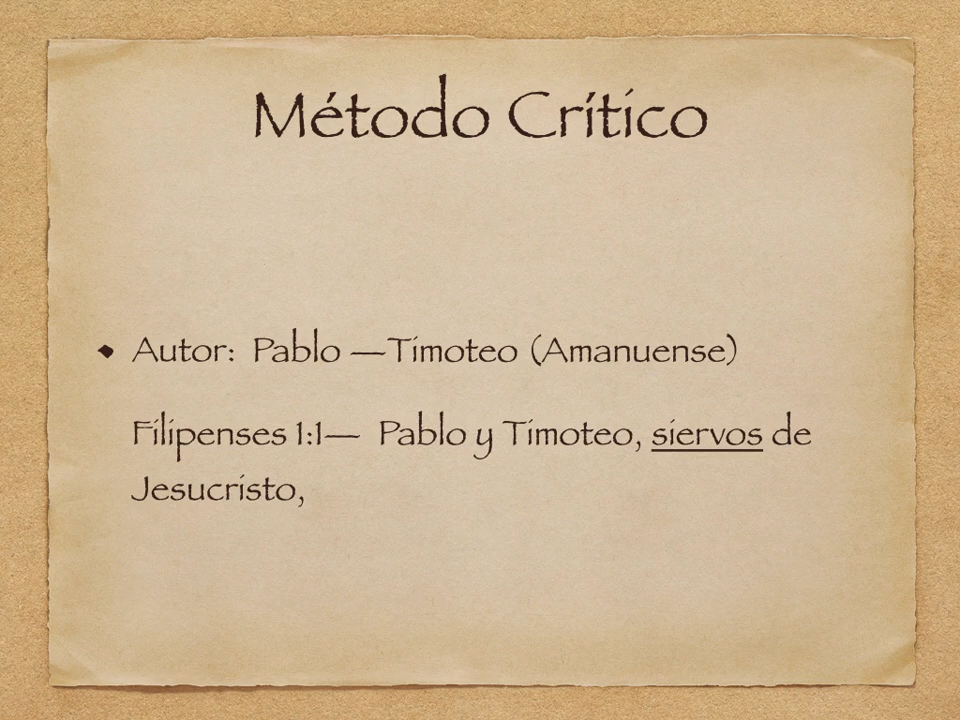 Método Crítico
Autor: Pablo —Timoteo (Amanuense)
Filipenses 1:1— Pablo y Timoteo, siervos de
Jesucristo,